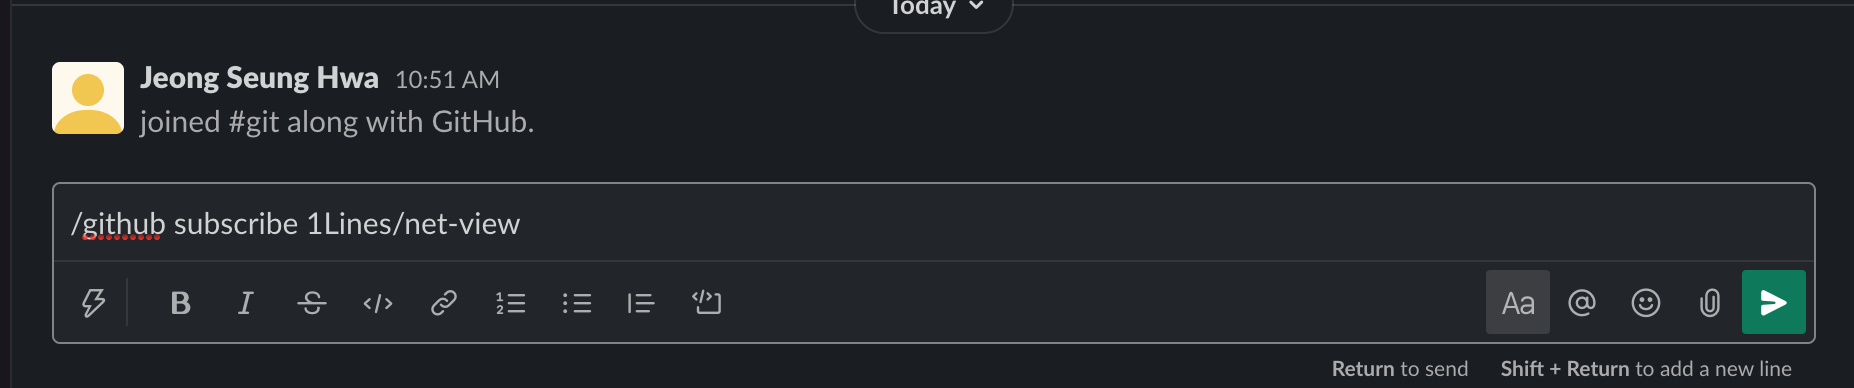 Today
Jeong Seung Hwa 10:51 AM
joined #git along with GitHub.
/github subscribe 1Lines/net-view
B I S </> Aa @
Return to send Shift + Return to add a new line